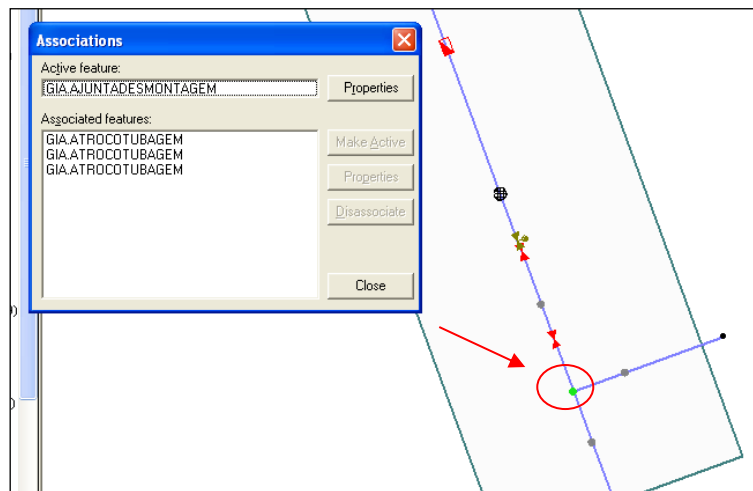 Associations
Active feature:
GIA.AJUNTADESMONTAGEM
Properties
Associated features:
GIA.ATROCOTUBAGEM
GIA.ATROCOTUBAGEM
GIA.ATROCOTUBAGEM
Make Active
Properties
Disassociate
Close